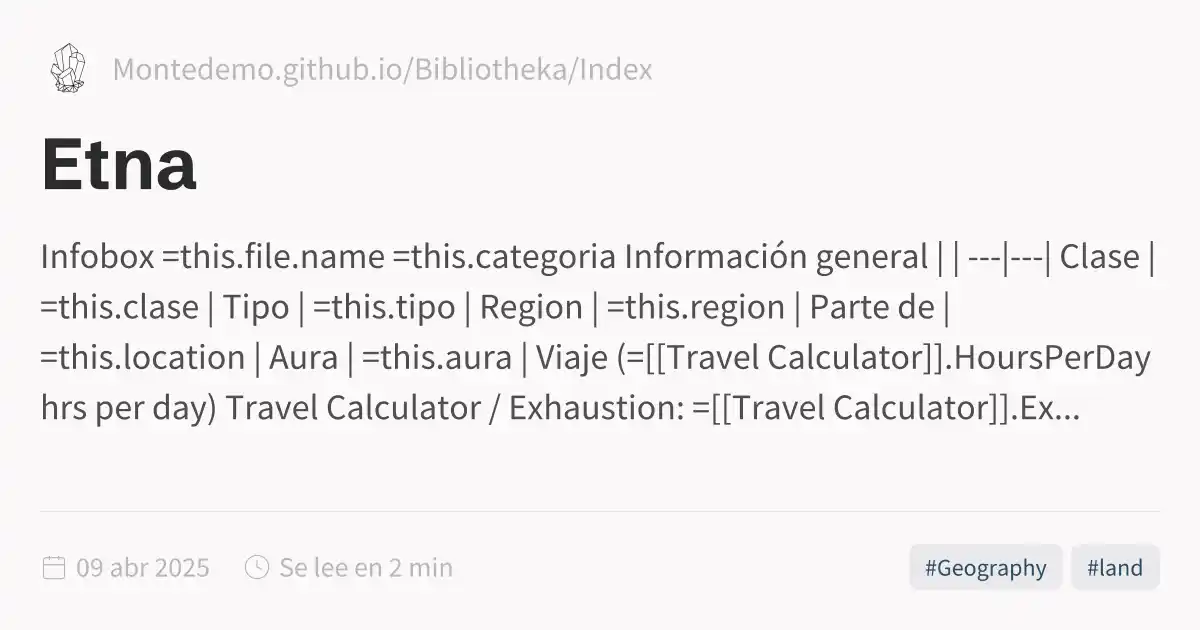 Montedemo.github.io/Bibliotheka/Index
Etna
Infobox =this.file.name =this.categoria Información general | | ---|---| Clase |
=this.clase | Tipo | =this.tipo | Region | =this.region | Parte de |
=this.location | Aura | =this.aura | Viaje (=[[Travel Calculator]].HoursPerDay
hrs per day) Travel Calculator / Exhaustion: =[[Travel Calculator]].Ex...
09 abr 2025 Se lee en 2 min #Geography #land